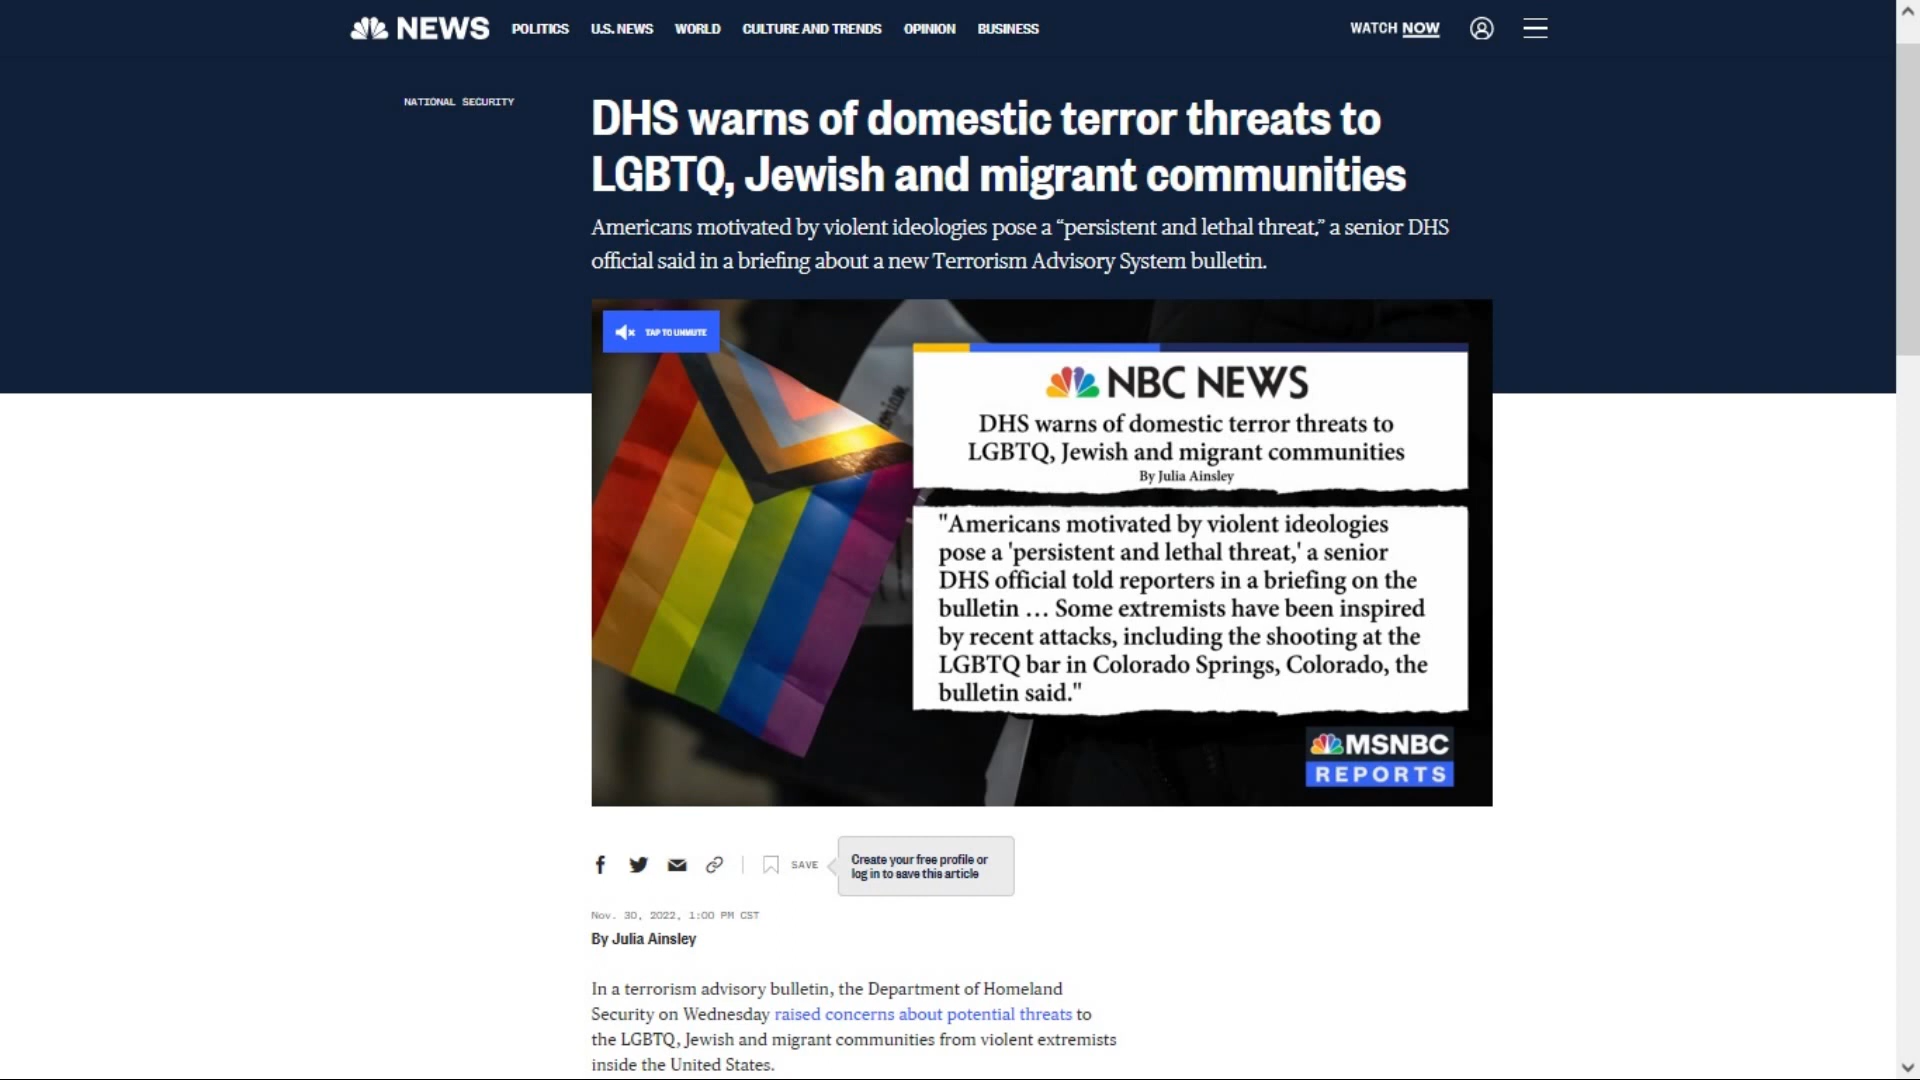 NEWS POLITICS U.S. NEWS WORLD CULTURE AND TRENDS OPINION BUSINESS WATCH NOW
NATIONAL SECURITY
DHS warns of domestic terror threats to
LGBTQ, Jewish and migrant communities
Americans motivated by violent ideologies pose a “persistent and lethal threat,” a senior DHS
official said in a briefing about a new Terrorism Advisory System bulletin.
TAP TO UNMUTE
NBC NEWS
DHS warns of domestic terror threats to
LGBTQ, Jewish and migrant communities
By Julia Ainsley
"Americans motivated by violent ideologies
pose a 'persistent and lethal threat,' a senior
DHS official told reporters in a briefing on the
bulletin ... Some extremists have been inspired
by recent attacks, including the shooting at the
LGBTQ bar in Colorado Springs, Colorado, the
bulletin said."
MSNBC
REPORTS
SAVE
Create your free profile or
log in to save this article
Nov. 30, 2022, 1:00 PM CST
By Julia Ainsley
In a terrorism advisory bulletin, the Department of Homeland
Security on Wednesday raised concerns about potential threats to
the LGBTQ, Jewish and migrant communities from violent extremists
inside the United States.